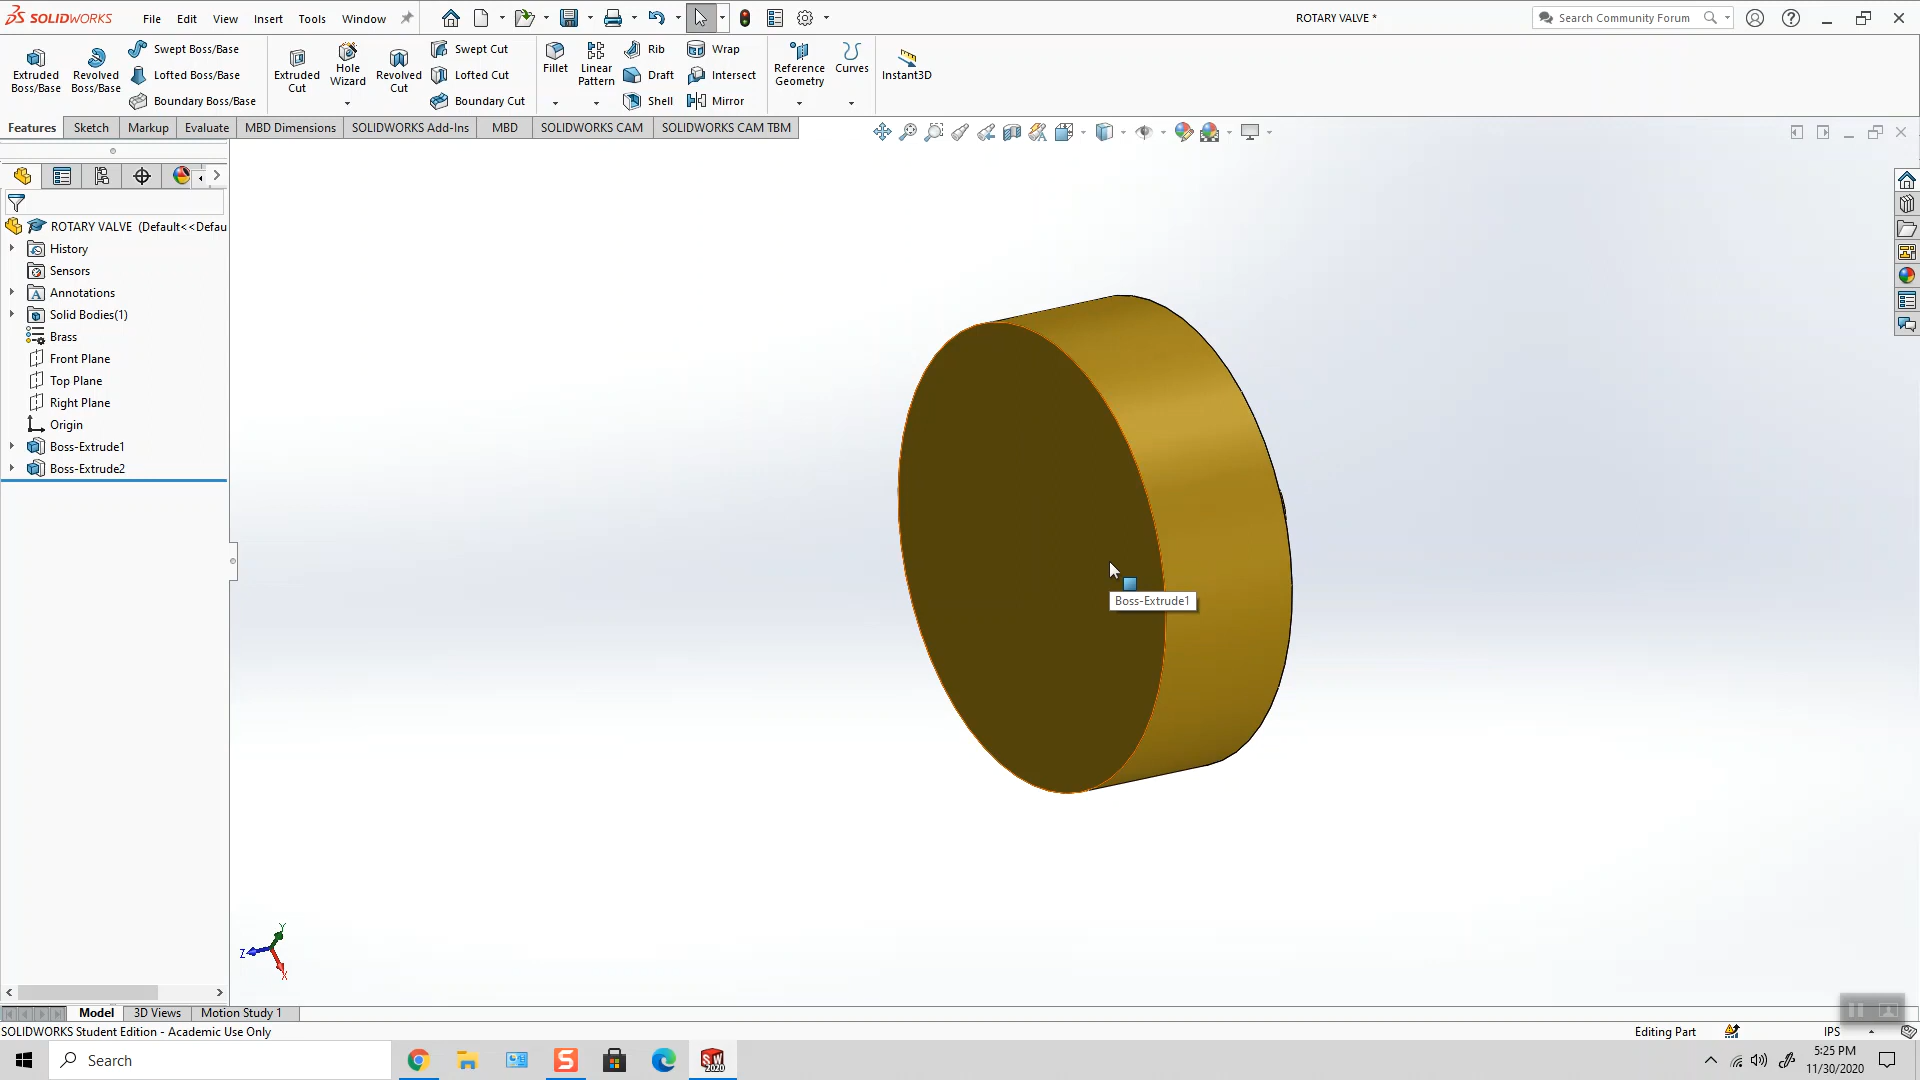 SOLIDWORKS File Edit View Insert Tools Window ROTARY VALVE * Search Community Forum
Extruded Boss/Base
Revolved Boss/Base
Swept Boss/Base
Lofted Boss/Base
Boundary Boss/Base
Extruded Cut
Hole Wizard
Revolved Cut
Swept Cut
Lofted Cut
Boundary Cut
Fillet
Linear Pattern
Rib
Draft
Shell
Wrap
Intersect
Mirror
Reference Geometry
Curves
Instant3D
Features Sketch Markup Evaluate MBD Dimensions SOLIDWORKS Add-Ins MBD SOLIDWORKS CAM SOLIDWORKS CAM TBM
ROTARY VALVE (Default<<Defau
History
Sensors
Annotations
Solid Bodies(1)
Brass
Front Plane
Top Plane
Right Plane
Origin
Boss-Extrude1
Boss-Extrude2
Boss-Extrude1
Y
Z
X
Model 3D Views Motion Study 1
SOLIDWORKS Student Edition - Academic Use Only Editing Part IPS
Search
S
SW 2020
5:25 PM
11/30/2020